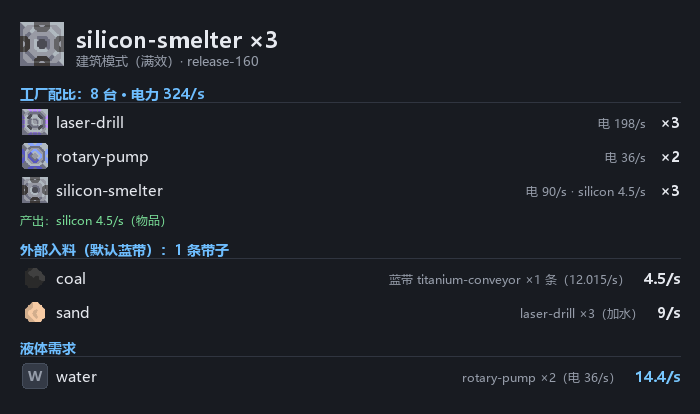 silicon-smelter ×3
建筑模式（满效）· release-160
工厂配比：8 台 • 电力 324/s
laser-drill 电 198/s ×3
rotary-pump 电 36/s ×2
silicon-smelter 电 90/s · silicon 4.5/s ×3
产出：silicon 4.5/s（物品）
外部入料（默认蓝带）：1 条带子
coal 蓝带 titanium-conveyor ×1 条（12.015/s） 4.5/s
sand laser-drill ×3（加水） 9/s
液体需求
W water rotary-pump ×2（电 36/s） 14.4/s